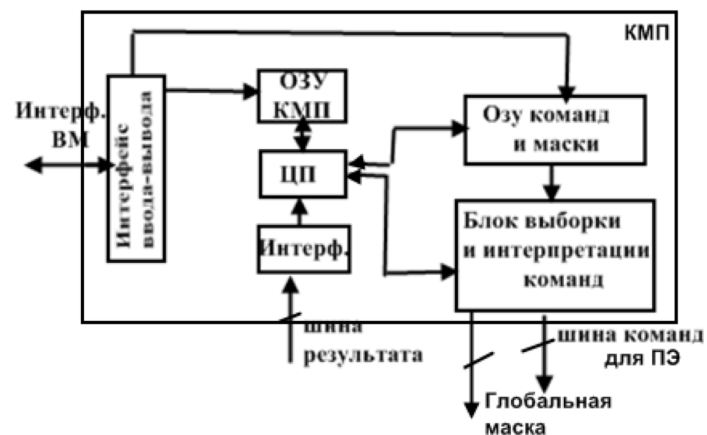 КМП
Интерф.
ВМ
Интерфейс
ввода-вывода
ОЗУ
КМП
ЦП
Интерф.
Озу команд
и маски
Блок выборки
и интерпретации
команд
шина
результата
шина команд
для ПЭ
Глобальная
маска